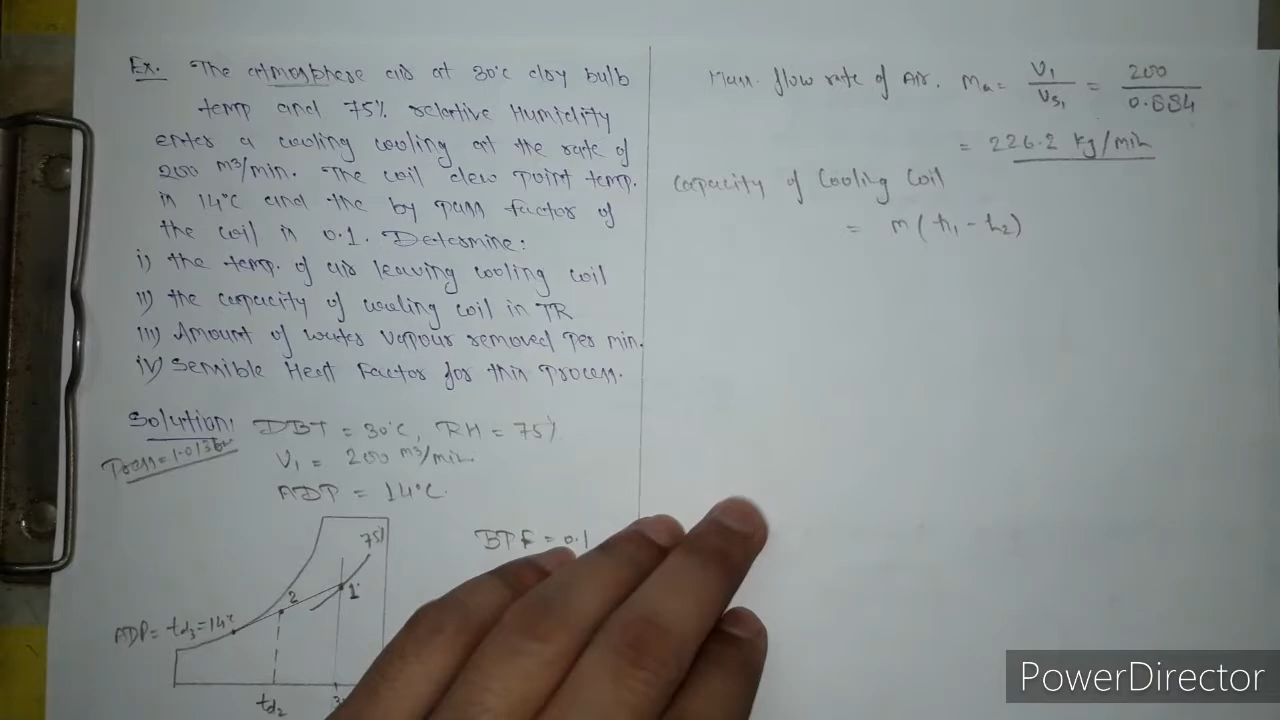 Ex. The atmosphere air at 30°C dry bulb
temp and 75% relative Humidity
enter a cooling cooling at the rate of
200 m³/min. The coil dew point temp.
is 14°C and the by pass factor of
the coil is 0.1. Determine:
i) the temp. of air leaving cooling coil
ii) the capacity of cooling coil in TR
iii) Amount of water vapour removed per min.
iv) Sensible Heat Factor for this process.
Solution: DBT = 30°C, RH = 75%
Press = 1.013 bar
V₁ = 200 m³/min
ADP = 14°C.
BPF = 0.1
75%
2
1
ADP = td₃ = 14°C
td₂
Mass flow rate of Air. ma = V₁/Vs₁ = 200/0.884
= 226.2 kg/min
Capacity of Cooling Coil
= m (h₁ - h₂)
PowerDirector